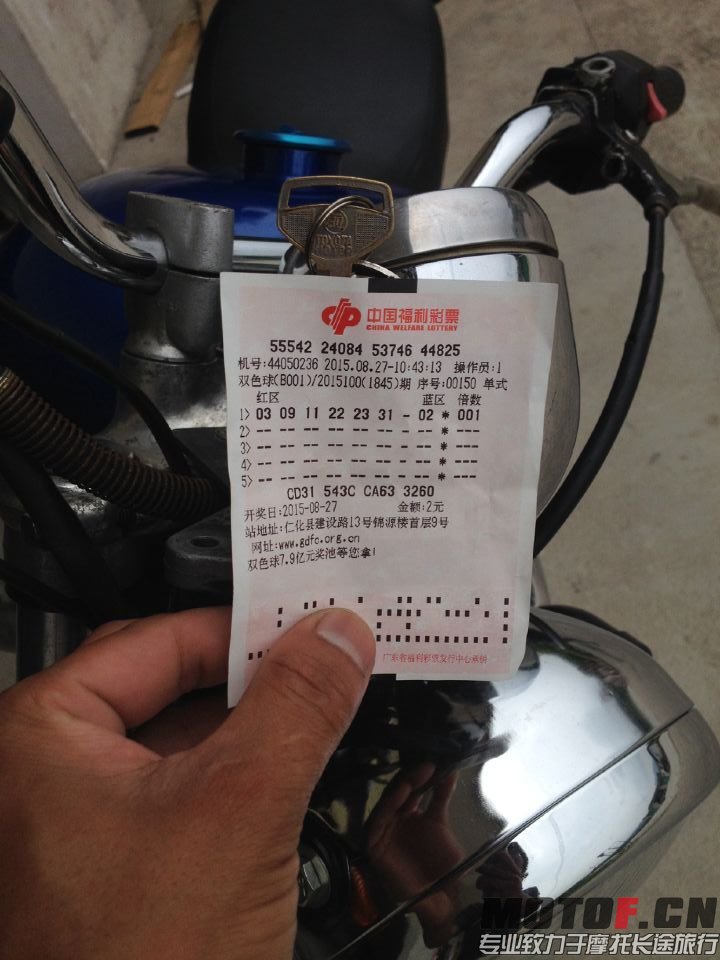 中国福利彩票
CHINA WELFARE LOTTERY
55542 24084 53746 44825
机号:44050236 2015.08.27-10:43:13 操作员:1
双色球(B001)/2015100(1845)期 序号:00150 单式
红区 蓝区 倍数
1> 03 09 11 22 23 31 - 02 * 001
2> -- -- -- -- -- -- - -- * ---
3> -- -- -- -- -- -- - -- * ---
4> -- -- -- -- -- -- - -- * ---
5> -- -- -- -- -- -- - -- * ---
CD31 543C CA63 3260
开奖日:2015-08-27 金额:2元
站地址:仁化县建设路13号锦源楼首层9号
网址:www.gdfc.org.cn
双色球7.9亿元奖池等您拿!
广东省福利彩票发行中心承销
MOTOF.CN
专业致力于摩托长途旅行